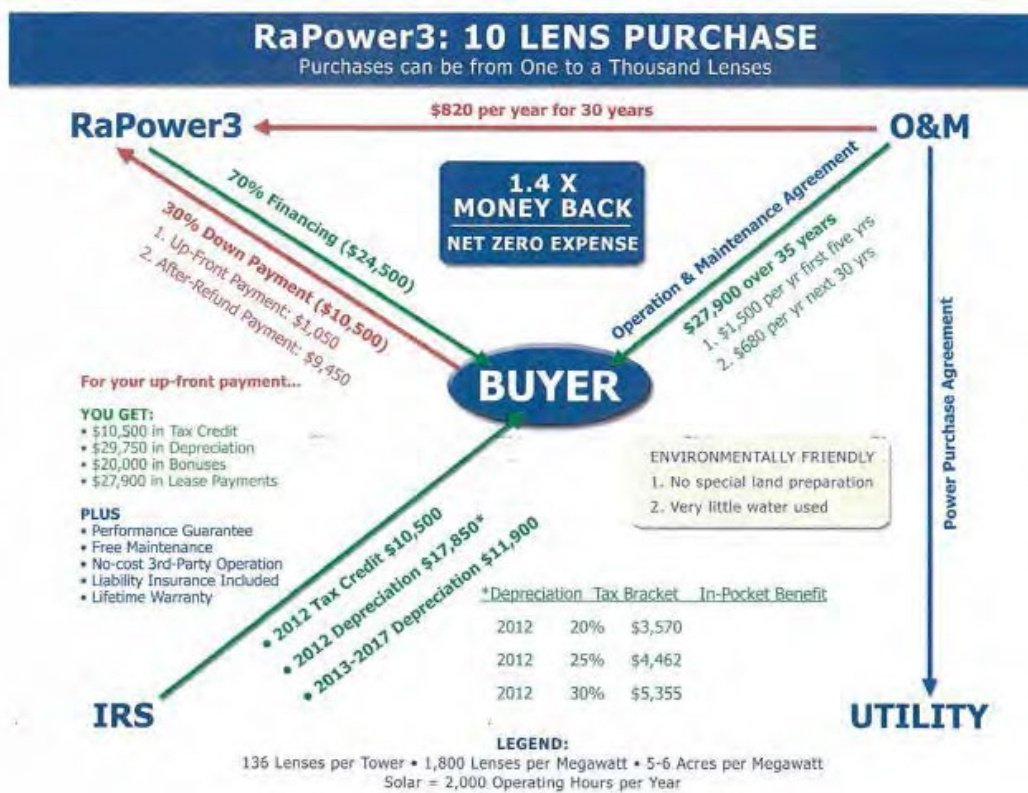 RaPower3: 10 LENS PURCHASE
Purchases can be from One to a Thousand Lenses
$820 per year for 30 years
RaPower3
O&M
1.4 X
MONEY BACK
NET ZERO EXPENSE
70% Financing ($24,500)
30% Down Payment ($10,500)
1. Up-Front Payment: $1,050
2. After-Refund Payment: $9,450
Operation & Maintenance Agreement
$27,900 over 35 years
1. $1,500 per yr first five yrs
2. $680 per yr next 30 yrs
Power Purchase Agreement
BUYER
For your up-front payment...
YOU GET:
• $10,500 in Tax Credit
• $29,750 in Depreciation
• $20,000 in Bonuses
• $27,900 in Lease Payments
PLUS
• Performance Guarantee
• Free Maintenance
• No-cost 3rd-Party Operation
• Liability Insurance Included
• Lifetime Warranty
ENVIRONMENTALLY FRIENDLY
1. No special land preparation
2. Very little water used
• 2012 Tax Credit $10,500
• 2012 Depreciation $17,850*
• 2013-2017 Depreciation $11,900
*Depreciation Tax Bracket In-Pocket Benefit
2012 20% $3,570
2012 25% $4,462
2012 30% $5,355
IRS
UTILITY
LEGEND:
136 Lenses per Tower • 1,800 Lenses per Megawatt • 5-6 Acres per Megawatt
Solar = 2,000 Operating Hours per Year